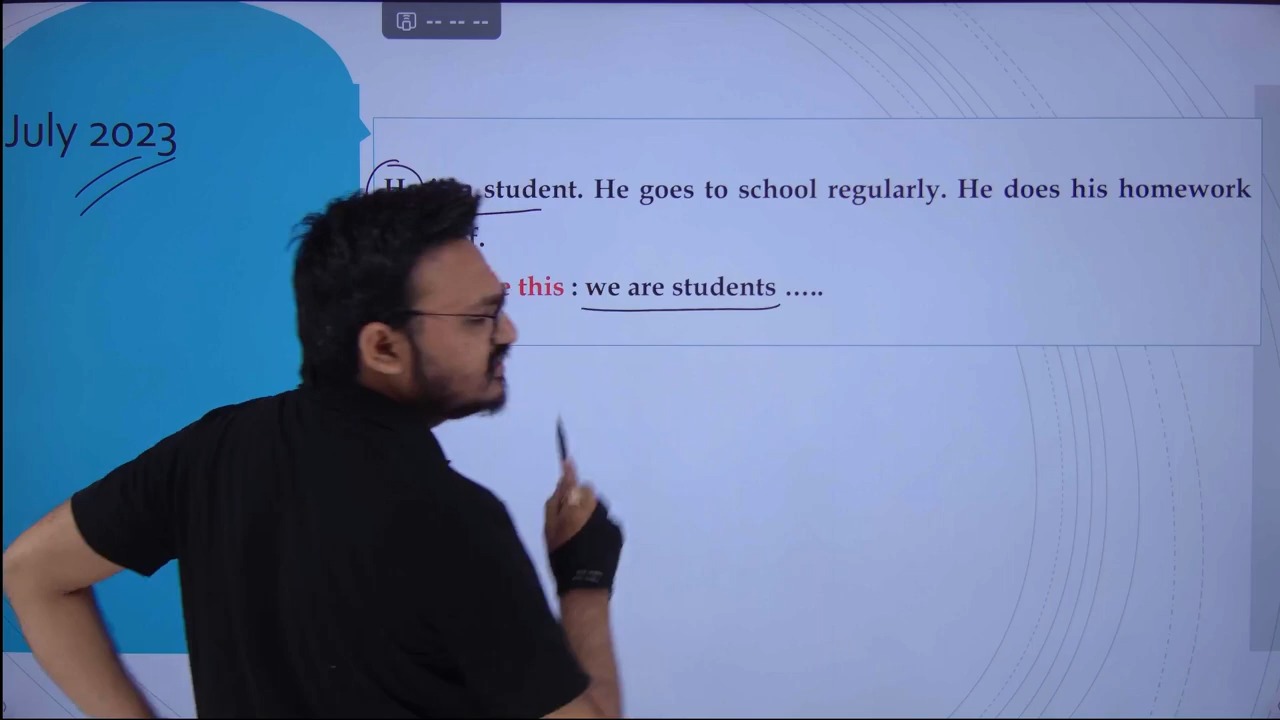 July 2023
a student. He goes to school regularly. He does his homework
this : we are students …..